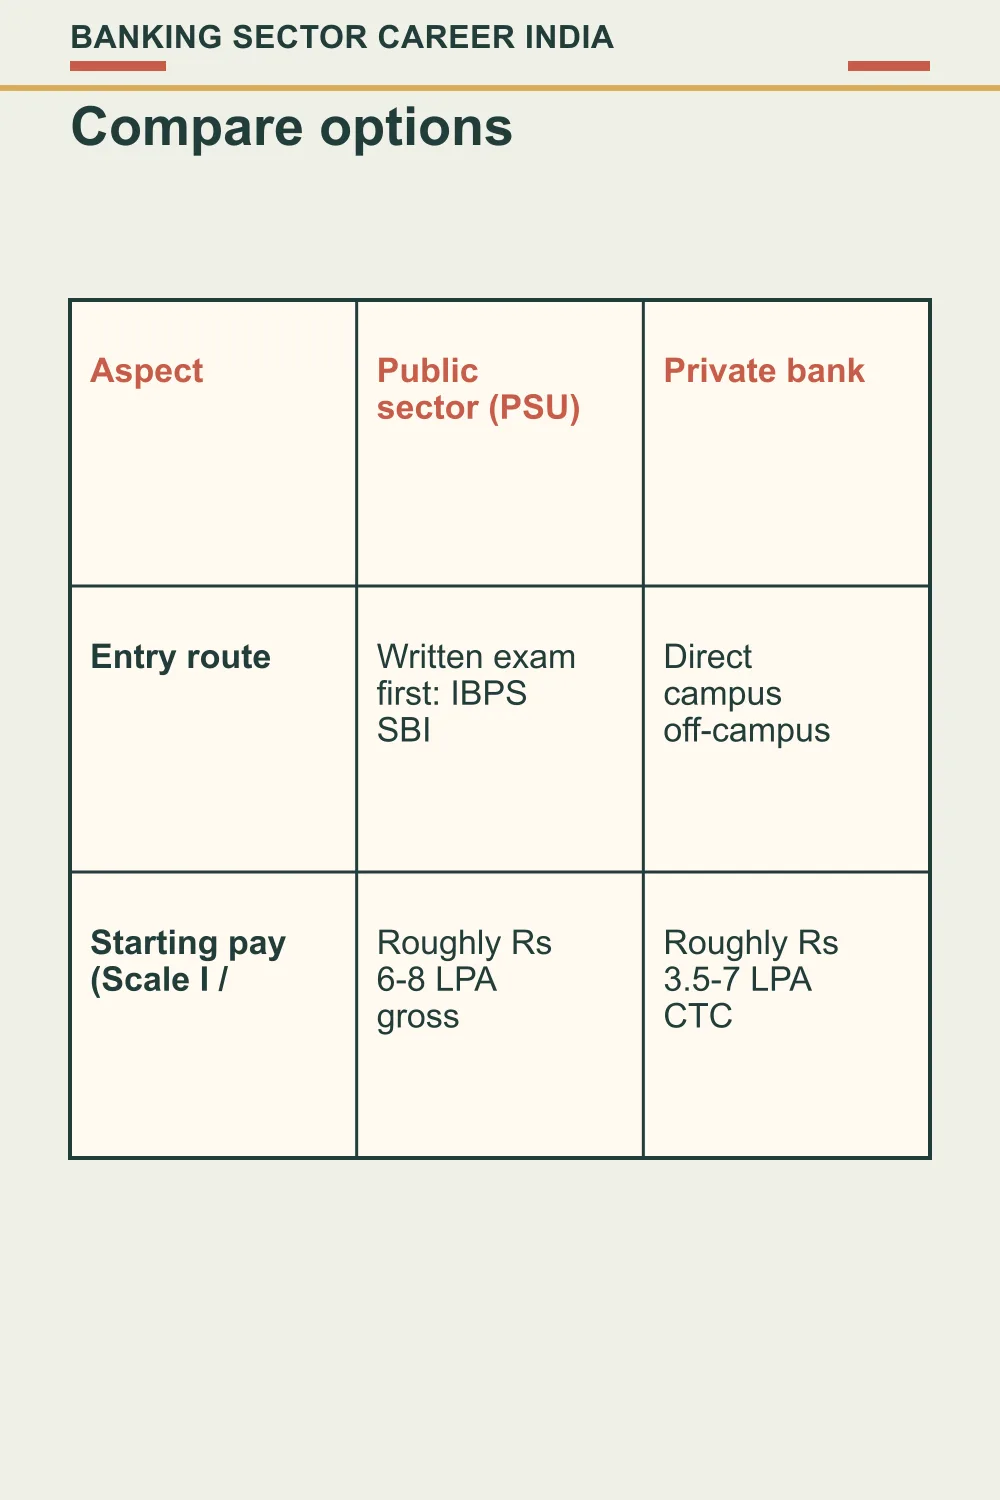 BANKING SECTOR CAREER INDIA
Compare options
Aspect
Public
sector (PSU)
Private bank
Entry route
Written exam
first: IBPS
SBI
Direct
campus
off-campus
Starting pay
(Scale I /
Roughly Rs
6-8 LPA
gross
Roughly Rs
3.5-7 LPA
CTC